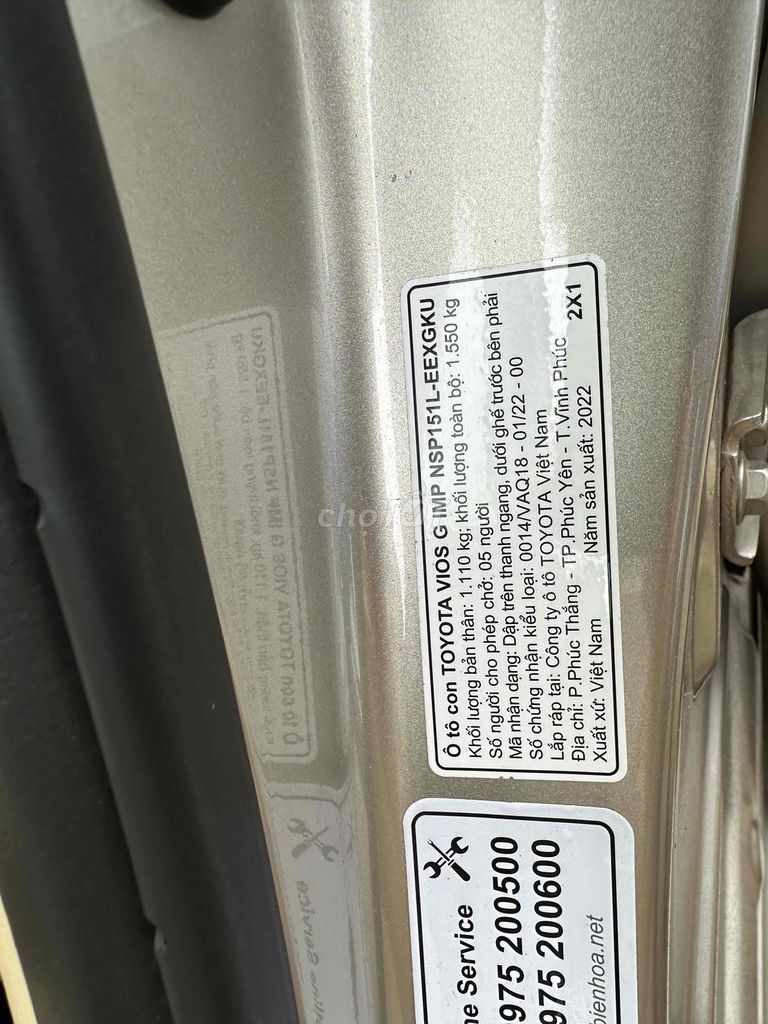 Ô tô con TOYOTA VIOS G IMP NSP151L-EEXGKU
Khối lượng bản thân: 1.110 kg; khối lượng toàn bộ: 1.550 kg
Số người cho phép chở: 05 người
Mã nhận dạng: Dập trên thanh ngang, dưới ghế trước bên phải
Số chứng nhận kiểu loại: 0014/VAQ18 - 01/22 - 00
Lắp ráp tại: Công ty ô tô TOYOTA Việt Nam
Địa chỉ: P.Phúc Thắng - TP.Phúc Yên - T.Vĩnh Phúc
Xuất xứ: Việt Nam Năm sản xuất: 2022 2X1
ne Service
975 200500
975 200600
bienhoa.net